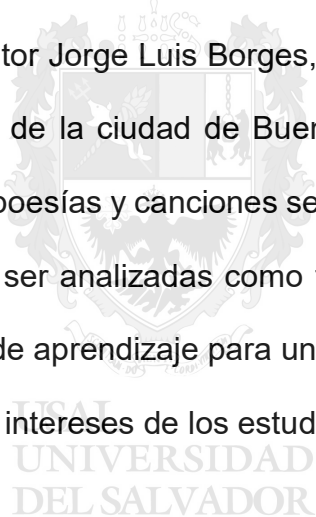 tor Jorge Luis Borges,
de la ciudad de Buen
poesías y canciones se
ser analizadas como
de aprendizaje para un
intereses de los estud
USAL
UNIVERSIDAD
DEL SALVADOR